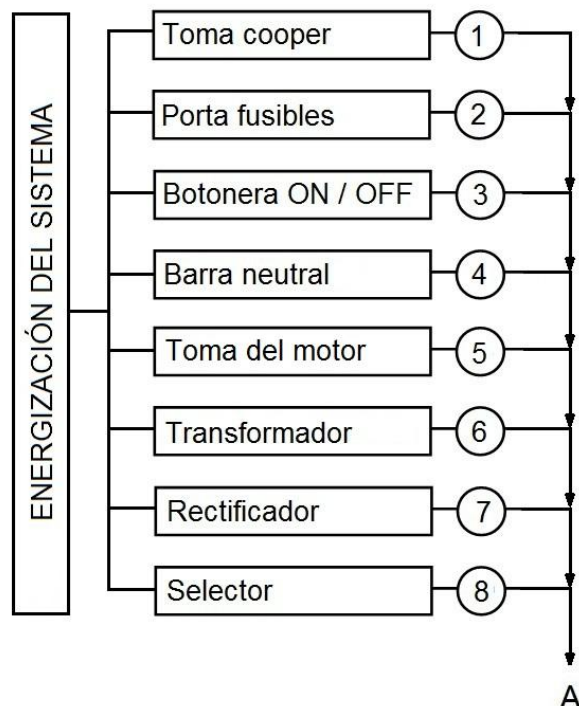 ENERGIZACIÓN DEL SISTEMA
Toma cooper 1
Porta fusibles 2
Botonera ON / OFF 3
Barra neutral 4
Toma del motor 5
Transformador 6
Rectificador 7
Selector 8
A